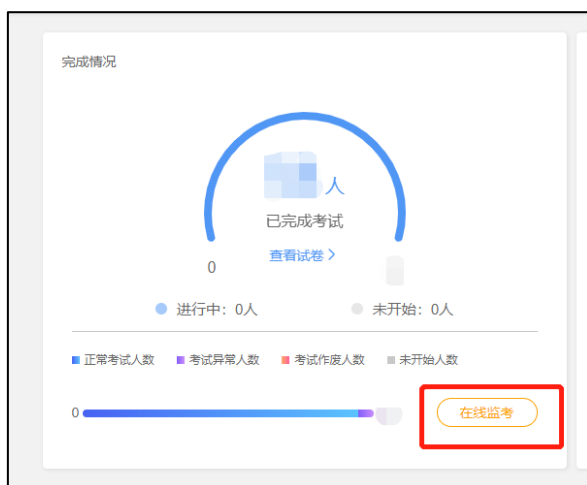 完成情况
人
已完成考试
0
查看试卷 >
进行中：0人 未开始：0人
正常考试人数 考试异常人数 考试作废人数 未开始人数
0
在线监考